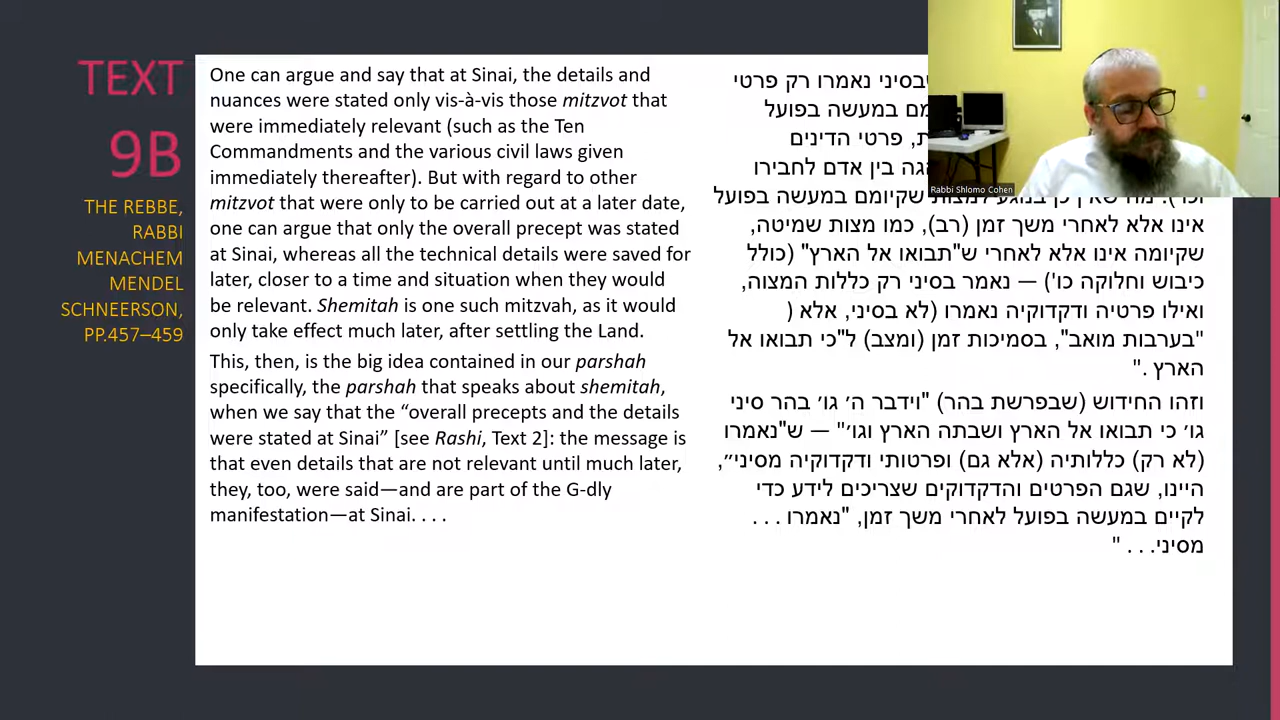 TEXT
9B
THE REBBE,
RABBI
MENACHEM
MENDEL
SCHNEERSON,
PP.457–459
One can argue and say that at Sinai, the details and
nuances were stated only vis-à-vis those mitzvot that
were immediately relevant (such as the Ten
Commandments and the various civil laws given
immediately thereafter). But with regard to other
mitzvot that were only to be carried out at a later date,
one can argue that only the overall precept was stated
at Sinai, whereas all the technical details were saved for
later, closer to a time and situation when they would
be relevant. Shemitah is one such mitzvah, as it would
only take effect much later, after settling the Land.
This, then, is the big idea contained in our parshah
specifically, the parshah that speaks about shemitah,
when we say that the “overall precepts and the details
were stated at Sinai” [see Rashi, Text 2]: the message is
that even details that are not relevant until much later,
they, too, were said—and are part of the G-dly
manifestation—at Sinai. . . .
שבסיני נאמרו רק פרטי
במעשה בפועל
פרטי הדינים
בין אדם לחבירו
שקיומם במעשה בפועל
אינו אלא לאחרי משך זמן (רב), כמו מצות שמיטה,
שקיומה אינו אלא לאחרי ש"תבואו אל הארץ" (כולל
כיבוש וחלוקה כו') — נאמר בסיני רק כללות המצוה,
ואילו פרטיה ודקדוקיה נאמרו (לא בסיני, אלא (
"בערבות מואב", בסמיכות זמן (ומצב) ל"כי תבואו אל
הארץ ."
וזהו החידוש (שבפרשת בהר) "וידבר ה׳ גו׳ בהר סיני
גו׳ כי תבואו אל הארץ ושבתה הארץ וגו׳" — ש"נאמרו
(לא רק) כללותיה (אלא גם) ופרטותי ודקדוקיה מסיני״,
היינו, שגם הפרטים והדקדוקים שצריכים לידע כדי
לקיים במעשה בפועל לאחרי משך זמן, "נאמרו . . .
מסיני. . . "
Rabbi Shlomo Cohen